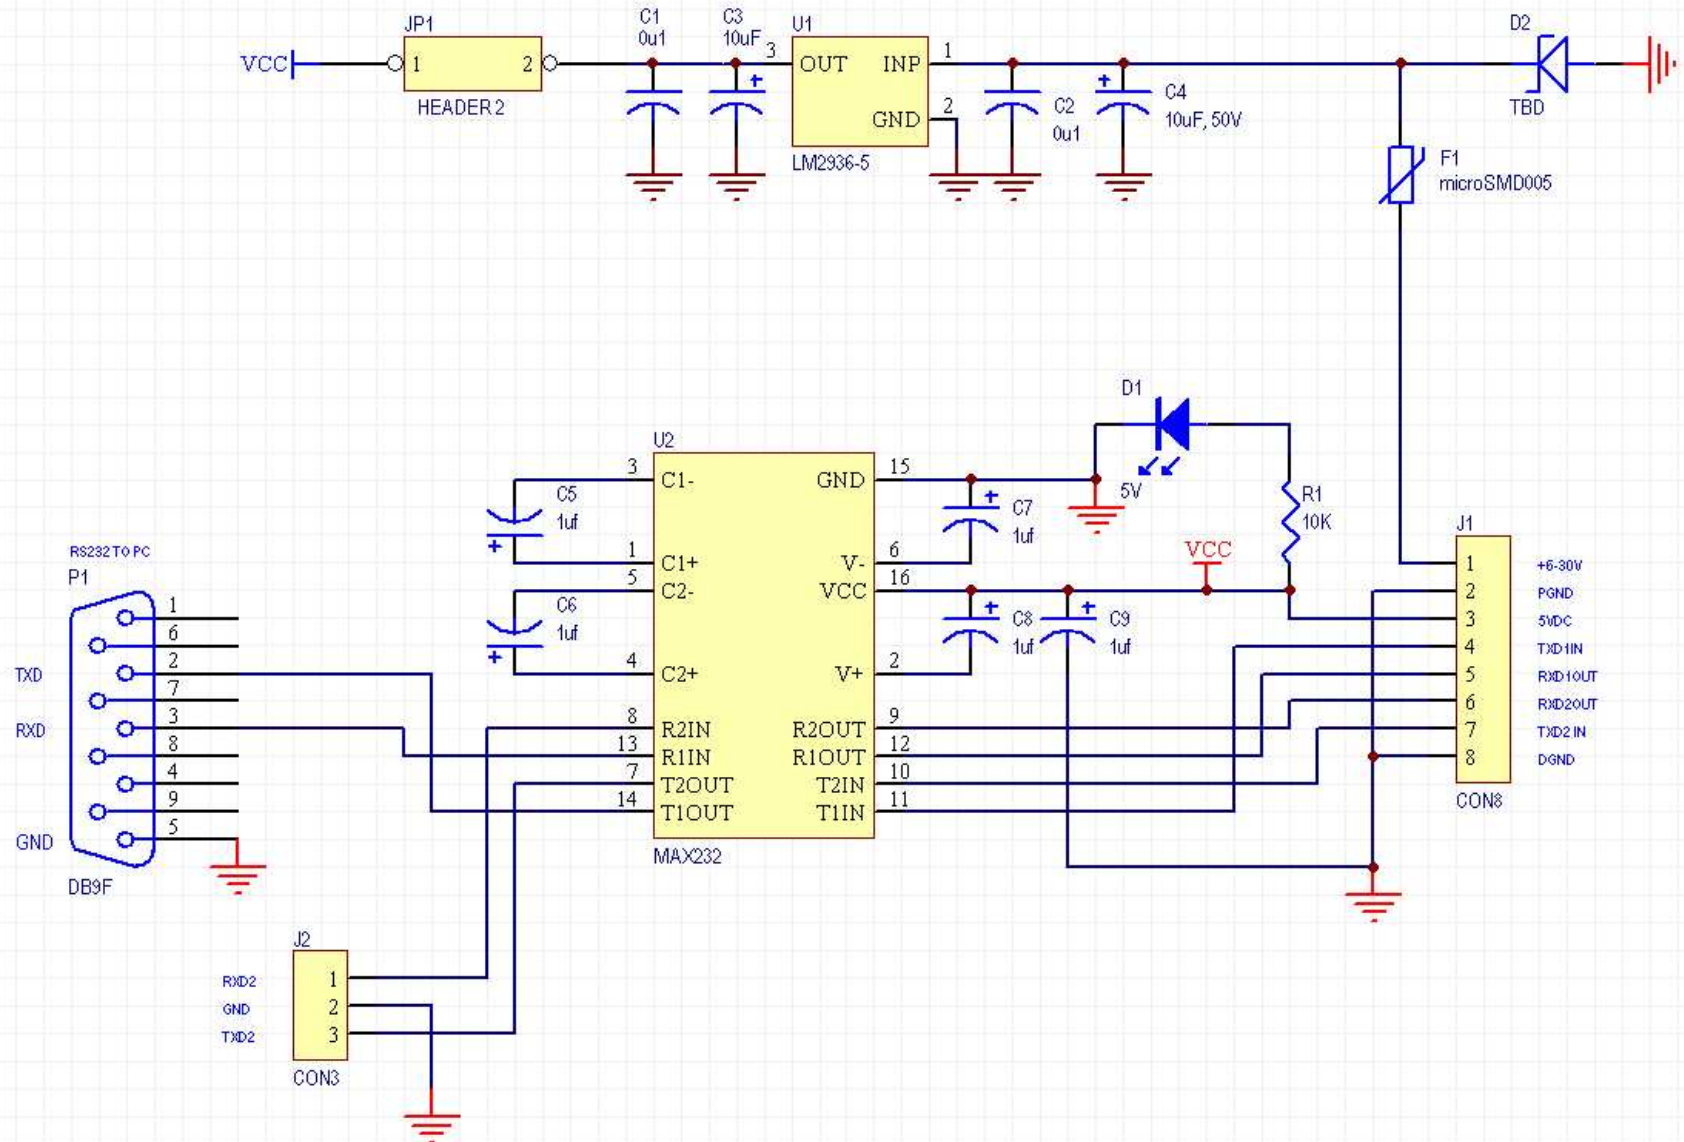 JP1
C1
0u1
C3
10uF
U1
D2
VCC
1
2
3
OUT
INP
1
GND
2
HEADER 2
LM2936-5
C2
0u1
C4
10uF, 50V
TBD
F1
microSMD005
D1
5V
U2
3
C1-
GND
15
C5
1uf
C7
1uf
R1
10K
J1
1
C1+
V-
6
5
C2-
VCC
16
VCC
C6
1uf
C8
1uf
C9
1uf
4
C2+
V+
2
8
R2IN
R2OUT
9
13
R1IN
R1OUT
12
7
T2OUT
T2IN
10
14
T1OUT
T1IN
11
MAX232
1
+6-30V
2
PGND
3
5VDC
4
TXD1IN
5
RXD1OUT
6
RXD2OUT
7
TXD2 IN
8
DGND
CON8
RS232 TO PC
P1
1
6
TXD
2
7
RXD
3
8
4
9
GND
5
DB9F
J2
RXD2
1
GND
2
TXD2
3
CON3